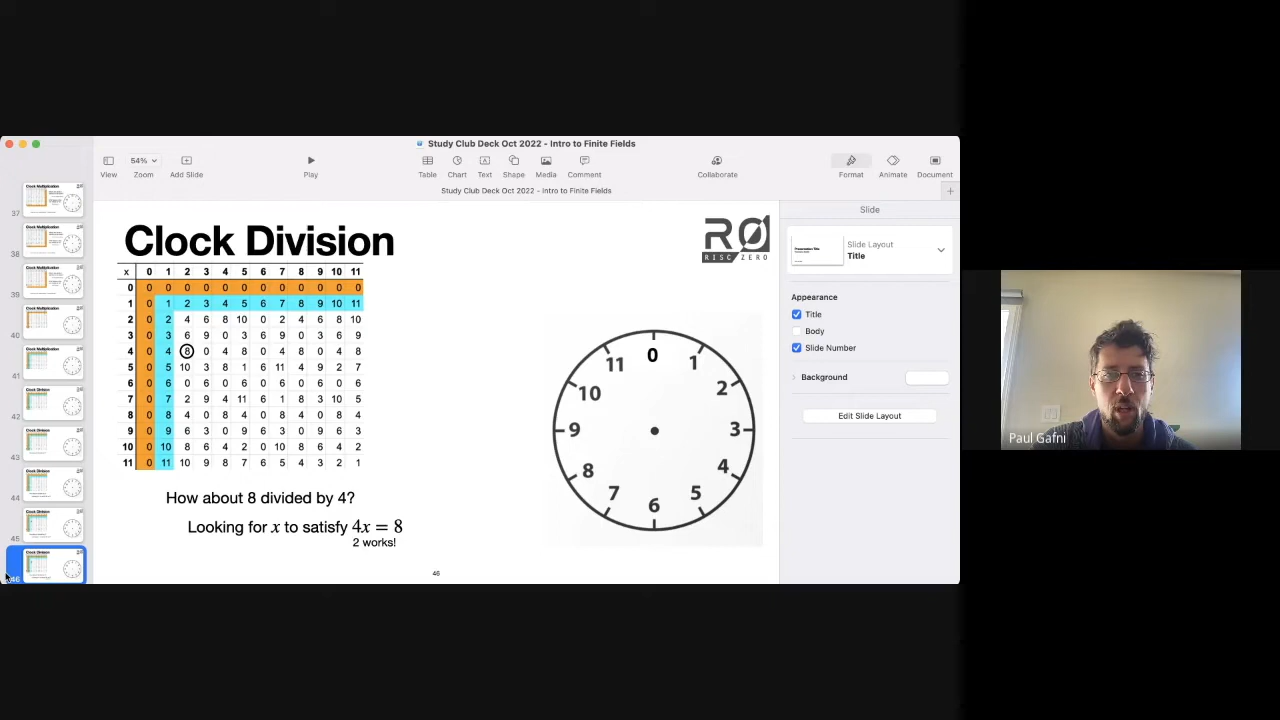 Study Club Deck Oct 2022 - Intro to Finite Fields
54%
View Zoom Add Slide Play Table Chart Text Shape Media Comment Collaborate Format Animate Document
Study Club Deck Oct 2022 - Intro to Finite Fields
37
38
39
40
41
42
43
44
45
46
Clock Division
RISC ZERO
x 0 1 2 3 4 5 6 7 8 9 10 11
0 0 0 0 0 0 0 0 0 0 0 0 0
1 0 1 2 3 4 5 6 7 8 9 10 11
2 0 2 4 6 8 10 0 2 4 6 8 10
3 0 3 6 9 0 3 6 9 0 3 6 9
4 0 4 8 0 4 8 0 4 8 0 4 8
5 0 5 10 3 8 1 6 11 4 9 2 7
6 0 6 0 6 0 6 0 6 0 6 0 6
7 0 7 2 9 4 11 6 1 8 3 10 5
8 0 8 4 0 8 4 0 8 4 0 8 4
9 0 9 6 3 0 9 6 3 0 9 6 3
10 0 10 8 6 4 2 0 10 8 6 4 2
11 0 11 10 9 8 7 6 5 4 3 2 1
How about 8 divided by 4?
Looking for x to satisfy 4x = 8
2 works!
46
0
1
2
3
4
5
6
7
8
9
10
11
Slide
Slide Layout
Title
Appearance
Title
Body
Slide Number
Background
Edit Slide Layout
Paul Gafni